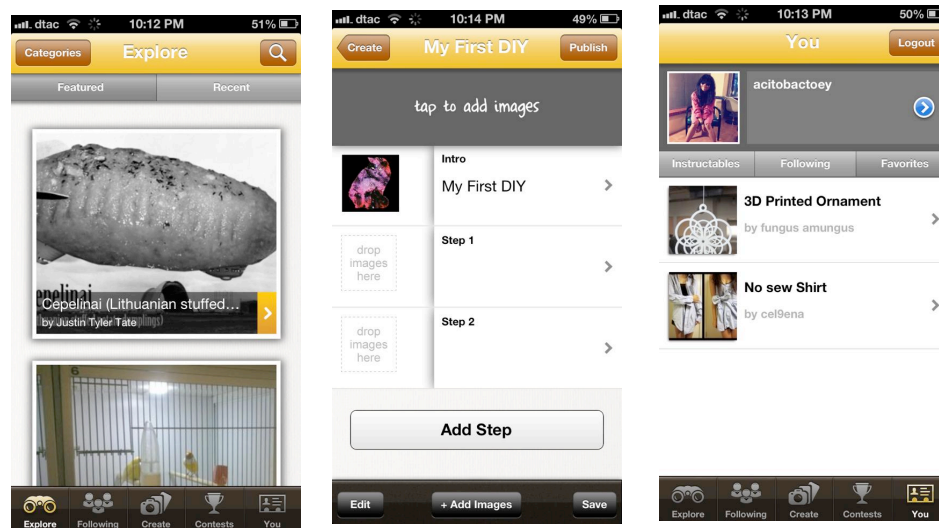 dtac 10:12 PM 51%
Categories Explore
Featured Recent
Cepelinai (Lithuanian stuffed...
by Justin Tyler Tate
6
Explore Following Create Contests You
dtac 10:14 PM 49%
Create My First DIY Publish
tap to add images
Intro
My First DIY
Step 1
drop
images
here
Step 2
drop
images
here
Add Step
Edit + Add Images Save
dtac 10:13 PM 50%
You Logout
acitobactoey
Instructables Following Favorites
3D Printed Ornament
by fungus amungus
No sew Shirt
by cel9ena
Explore Following Create Contests You